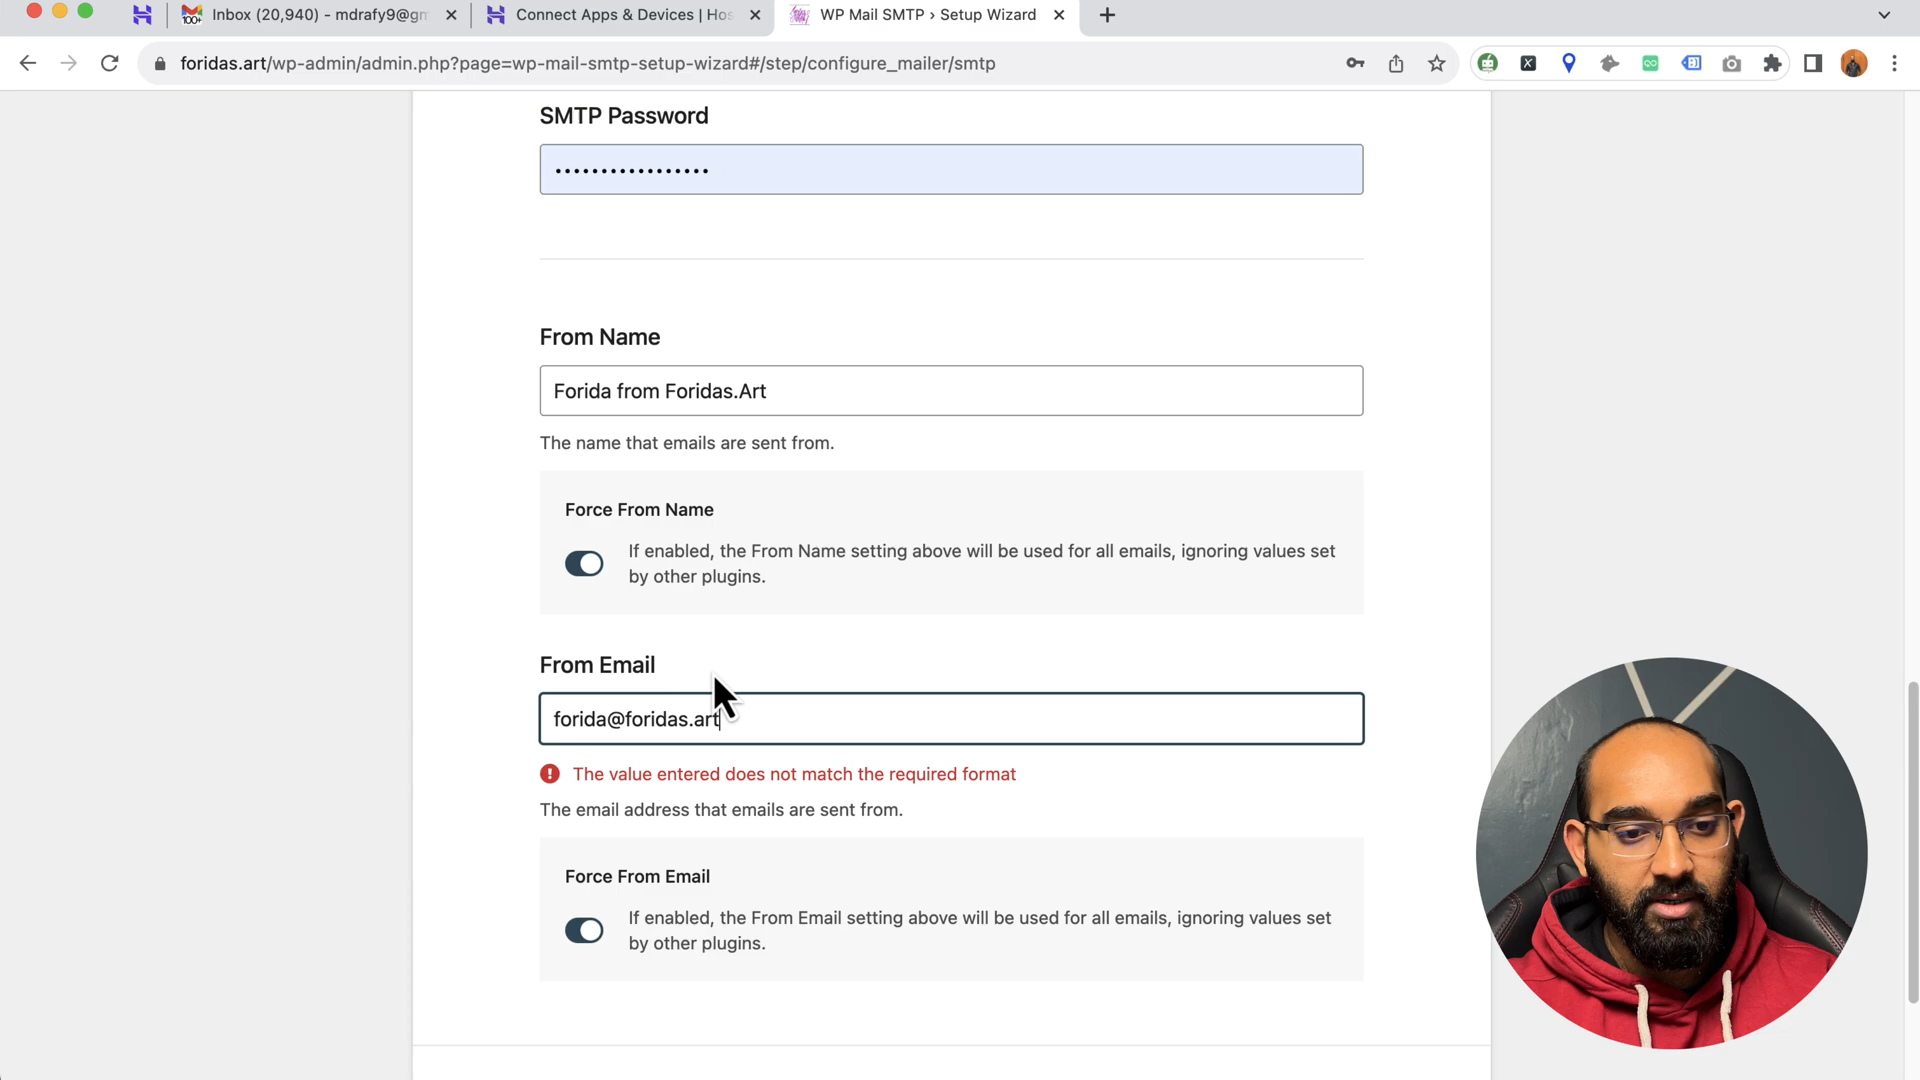 Inbox (20,940) - mdrafy9@gm
Connect Apps & Devices | Hos
WP Mail SMTP › Setup Wizard
foridas.art/wp-admin/admin.php?page=wp-mail-smtp-setup-wizard#/step/configure_mailer/smtp
SMTP Password
From Name
Forida from Foridas.Art
The name that emails are sent from.
Force From Name
If enabled, the From Name setting above will be used for all emails, ignoring values set
by other plugins.
From Email
forida@foridas.art
The value entered does not match the required format
The email address that emails are sent from.
Force From Email
If enabled, the From Email setting above will be used for all emails, ignoring values set
by other plugins.